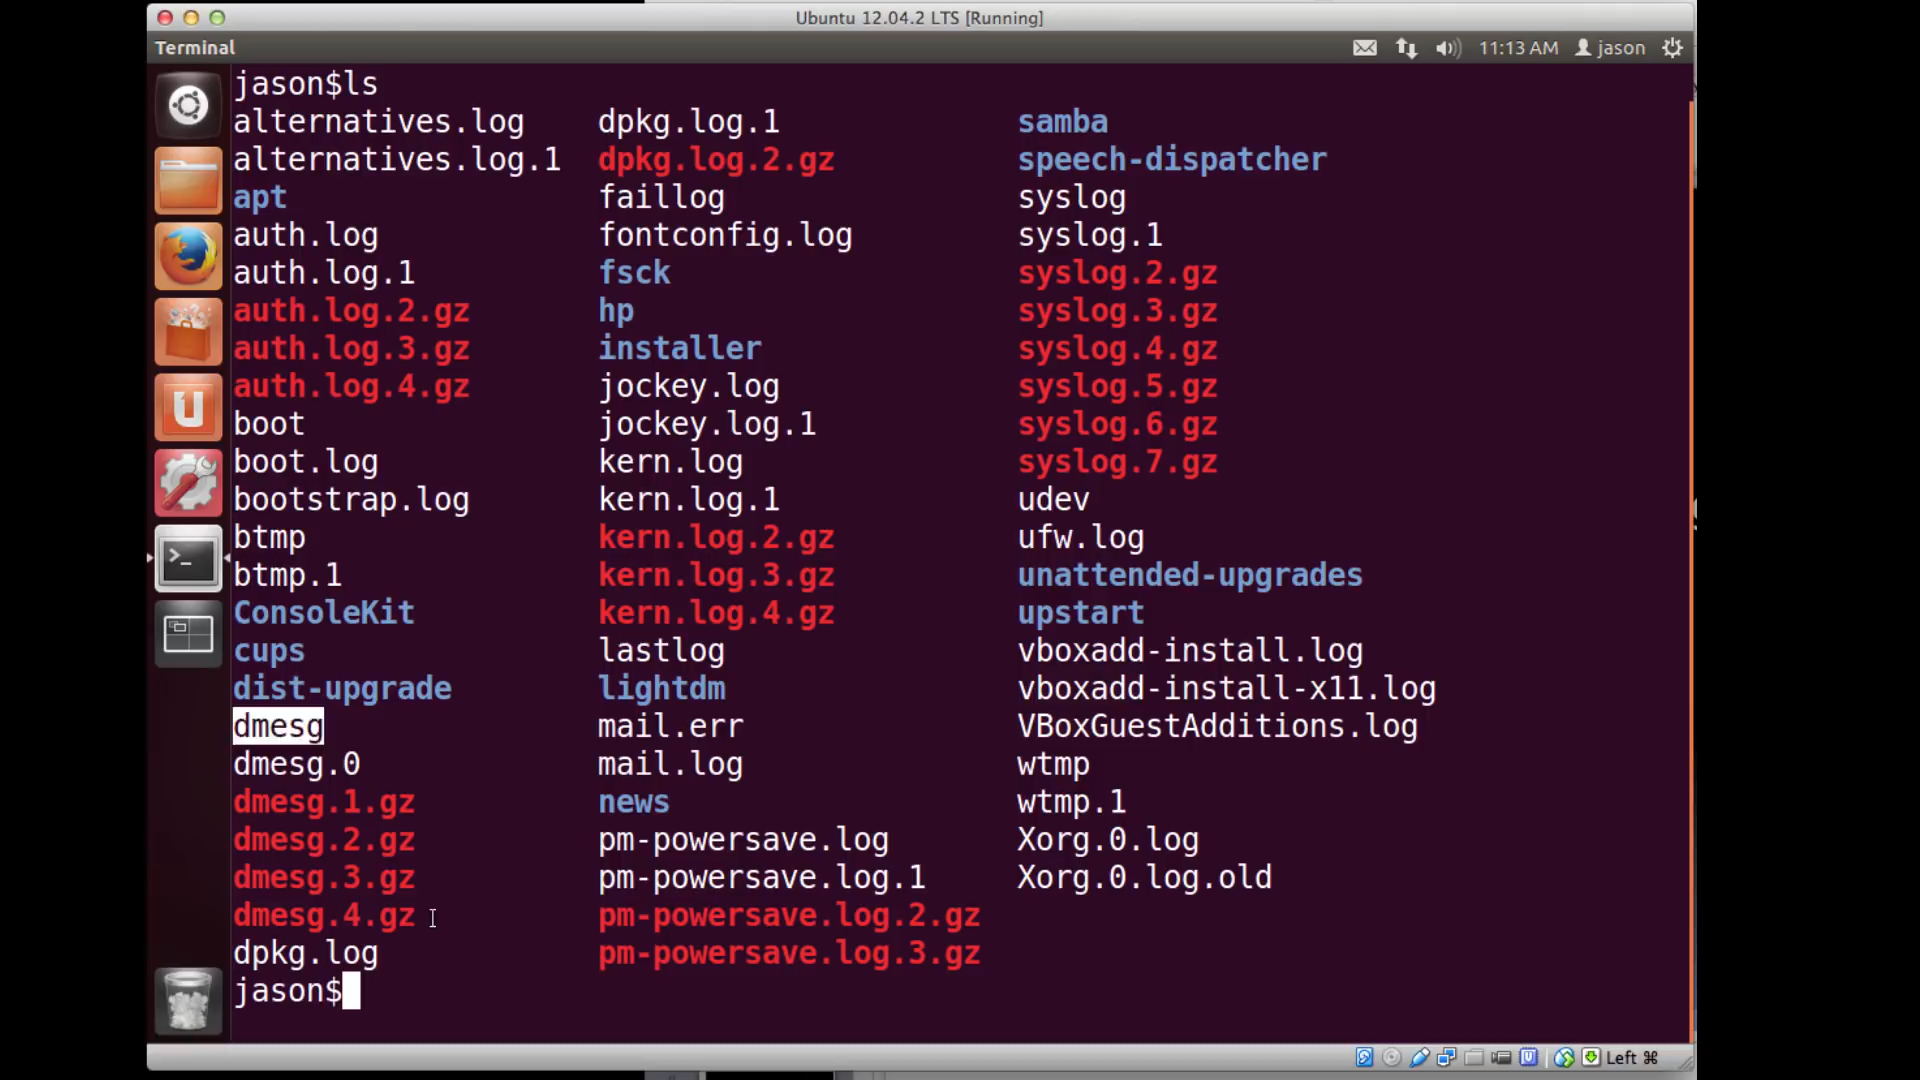 Ubuntu 12.04.2 LTS [Running]
Terminal 11:13 AM jason
jason$ls
alternatives.log dpkg.log.1 samba
alternatives.log.1 dpkg.log.2.gz speech-dispatcher
apt faillog syslog
auth.log fontconfig.log syslog.1
auth.log.1 fsck syslog.2.gz
auth.log.2.gz hp syslog.3.gz
auth.log.3.gz installer syslog.4.gz
auth.log.4.gz jockey.log syslog.5.gz
boot jockey.log.1 syslog.6.gz
boot.log kern.log syslog.7.gz
bootstrap.log kern.log.1 udev
btmp kern.log.2.gz ufw.log
btmp.1 kern.log.3.gz unattended-upgrades
ConsoleKit kern.log.4.gz upstart
cups lastlog vboxadd-install.log
dist-upgrade lightdm vboxadd-install-x11.log
dmesg mail.err VBoxGuestAdditions.log
dmesg.0 mail.log wtmp
dmesg.1.gz news wtmp.1
dmesg.2.gz pm-powersave.log Xorg.0.log
dmesg.3.gz pm-powersave.log.1 Xorg.0.log.old
dmesg.4.gz pm-powersave.log.2.gz
dpkg.log pm-powersave.log.3.gz
jason$
Left ⌘